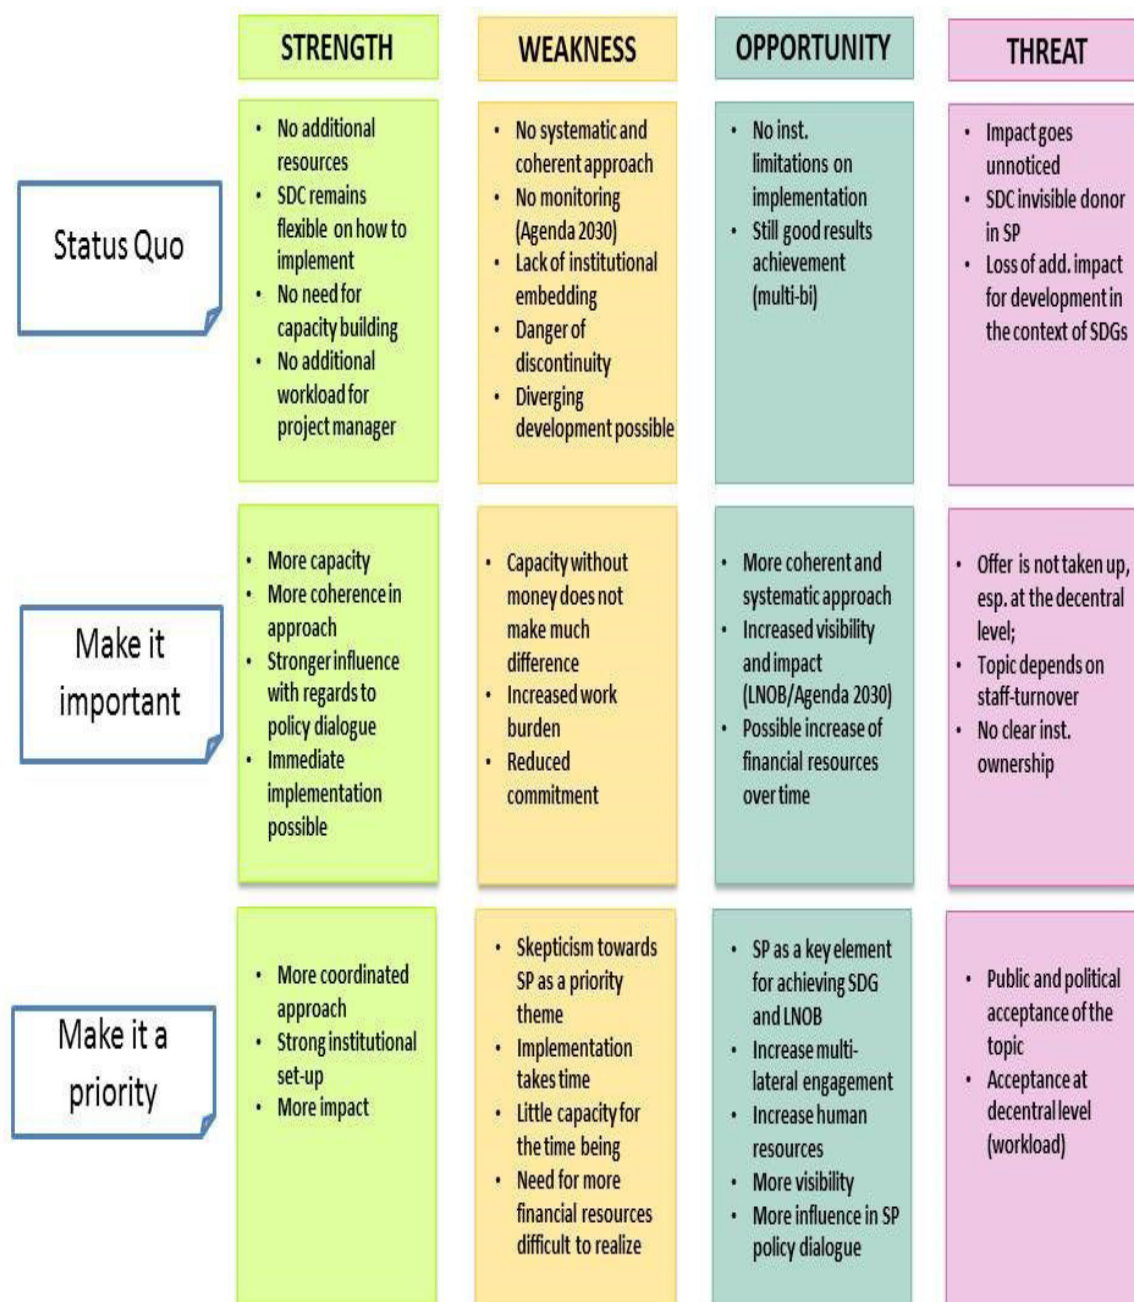 STRENGTH
WEAKNESS
OPPORTUNITY
THREAT
Status Quo
• No additional
resources
• SDC remains
flexible on how to
implement
• No need for
capacity building
• No additional
workload for
project manager
• No systematic and
coherent approach
• No monitoring
(Agenda 2030)
• Lack of institutional
embedding
• Danger of
discontinuity
• Diverging
development possible
• No inst.
limitations on
implementation
• Still good results
achievement
(multi-bi)
• Impact goes
unnoticed
• SDC invisible donor
in SP
• Loss of add. impact
for development in
the context of SDGs
Make it
important
• More capacity
• More coherence in
approach
• Stronger influence
with regards to
policy dialogue
• Immediate
implementation
possible
• Capacity without
money does not
make much
difference
• Increased work
burden
• Reduced
commitment
• More coherent and
systematic approach
• Increased visibility
and impact
(LNOB/Agenda 2030)
• Possible increase of
financial resources
over time
• Offer is not taken up,
esp. at the decentral
level;
• Topic depends on
staff-turnover
• No clear inst.
ownership
Make it a
priority
• More coordinated
approach
• Strong institutional
set-up
• More impact
• Skepticism towards
SP as a priority
theme
• Implementation
takes time
• Little capacity for
the time being
• Need for more
financial resources
difficult to realize
• SP as a key element
for achieving SDG
and LNOB
• Increase multi-
lateral engagement
• Increase human
resources
• More visibility
• More influence in SP
policy dialogue
• Public and political
acceptance of the
topic
• Acceptance at
decentral level
(workload)